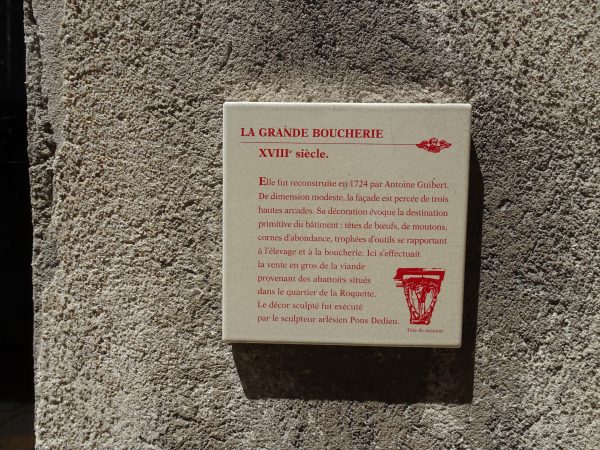 LA GRANDE BOUCHERIE
XVIIIe siècle.
Elle fut reconstruite en 1724 par Antoine Guibert.
De dimension modeste, la façade est percée de trois
hautes arcades. Sa décoration évoque la destination
primitive du bâtiment : têtes de bœufs, de moutons,
cornes d'abondance, trophées d'outils se rapportant
à l'élevage et à la boucherie. Ici s'effectuait
la vente en gros de la viande
provenant des abattoirs situés
dans le quartier de la Roquette.
Le décor sculpté fut exécuté
par le sculpteur arlésien Pons Dedieu.
Tête de mouton